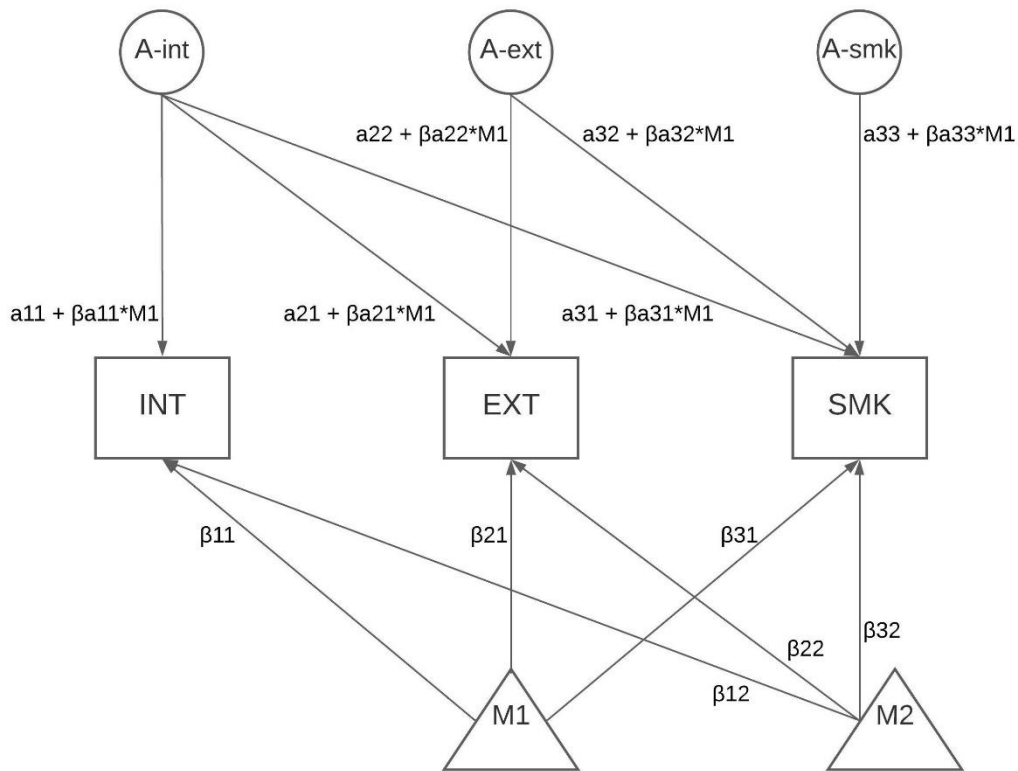 A-int
A-ext
A-smk
a22 + βa22*M1
a32 + βa32*M1
a33 + βa33*M1
a11 + βa11*M1
a21 + βa21*M1
a31 + βa31*M1
INT
EXT
SMK
β11
β21
β31
β32
β22
β12
M1
M2